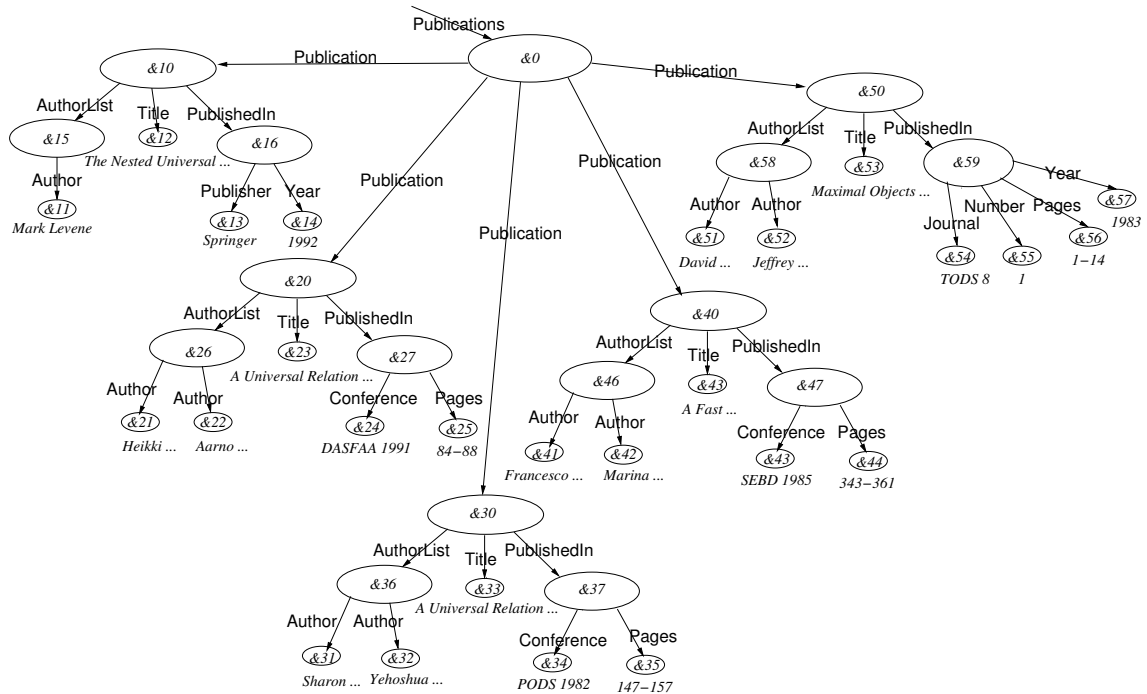 Publications
&0
Publication
Publication
Publication
Publication
Publication
&10
AuthorList
Title
PublishedIn
&15
&12
&16
The Nested Universal ...
Author
Publisher
Year
&11
&13
&14
Mark Levene
Springer
1992
&20
AuthorList
Title
PublishedIn
&26
&23
&27
A Universal Relation ...
Author
Author
Conference
Pages
&21
&22
&24
&25
Heikki ...
Aarno ...
DASFAA 1991
84−88
&30
AuthorList
Title
PublishedIn
&36
&33
&37
A Universal Relation ...
Author
Author
Conference
Pages
&31
&32
&34
&35
Sharon ...
Yehoshua ...
PODS 1982
147−157
&40
AuthorList
Title
PublishedIn
&46
&43
&47
A Fast ...
Author
Author
Conference
Pages
&41
&42
&43
&44
Francesco ...
Marina ...
SEBD 1985
343−361
&50
AuthorList
Title
PublishedIn
&58
&53
&59
Maximal Objects ...
Author
Author
Journal
Number
Pages
Year
&51
&52
&54
&55
&56
&57
David ...
Jeffrey ...
TODS 8
1
1−14
1983